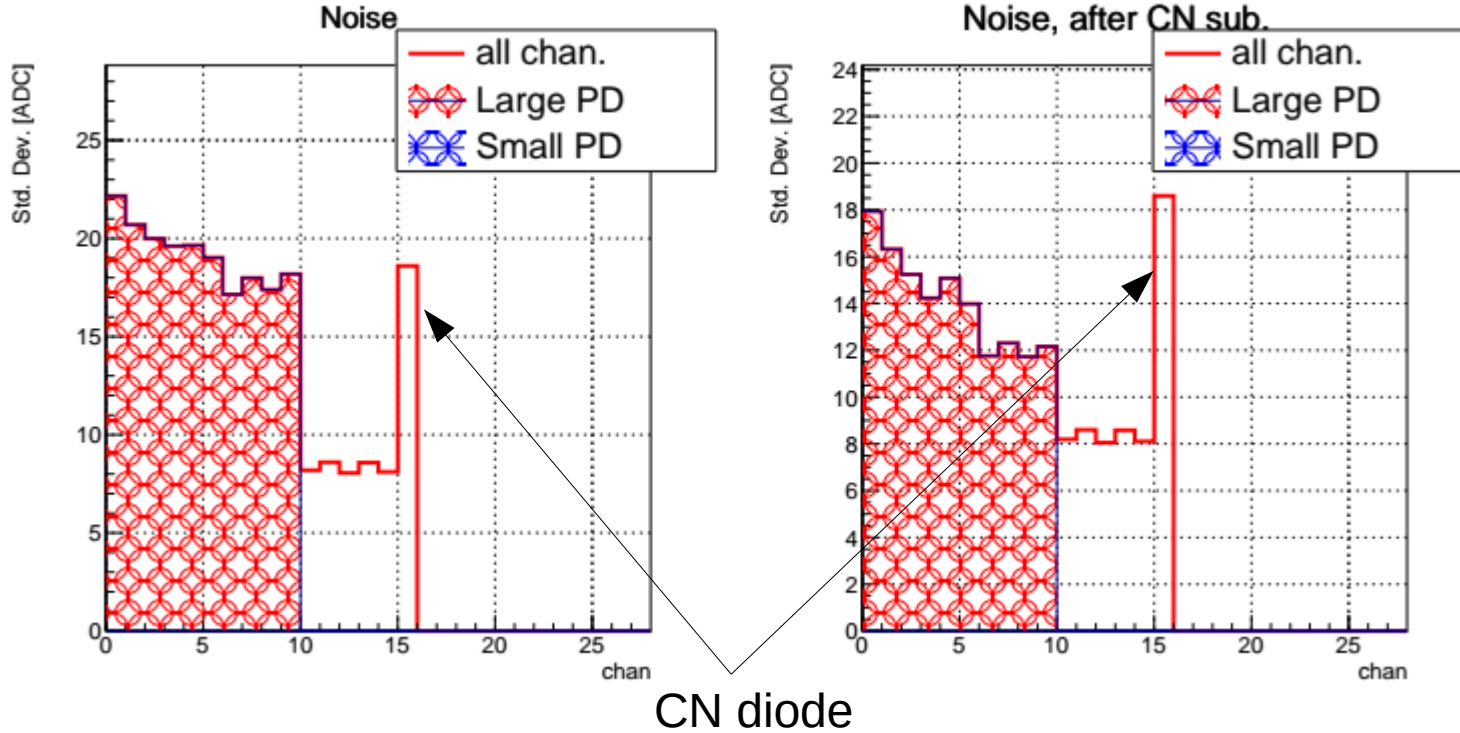 Noise
Std. Dev. [ADC]
all chan.
Large PD
Small PD
25
20
15
10
5
0
0 5 10 15 20 25
chan
Noise, after CN sub.
Std. Dev. [ADC]
all chan.
Large PD
Small PD
24
22
20
18
16
14
12
10
8
6
4
2
0
0 5 10 15 20 25
chan
CN diode